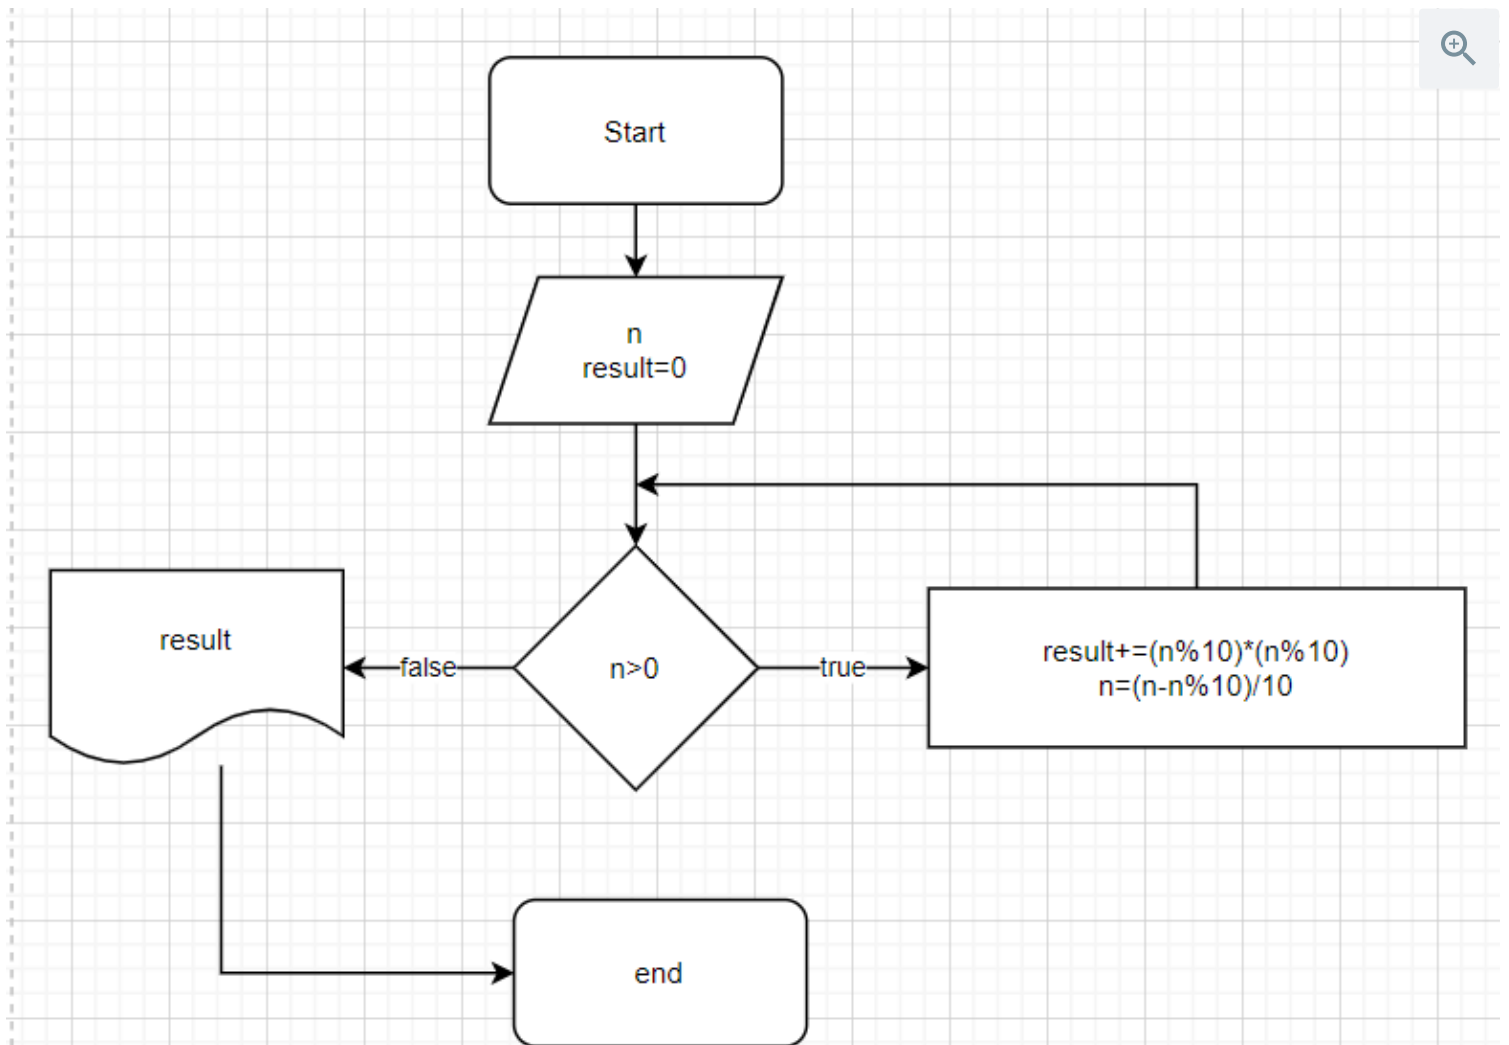 Start
n
result=0
n>0
true
result+=(n%10)*(n%10)
n=(n-n%10)/10
false
result
end